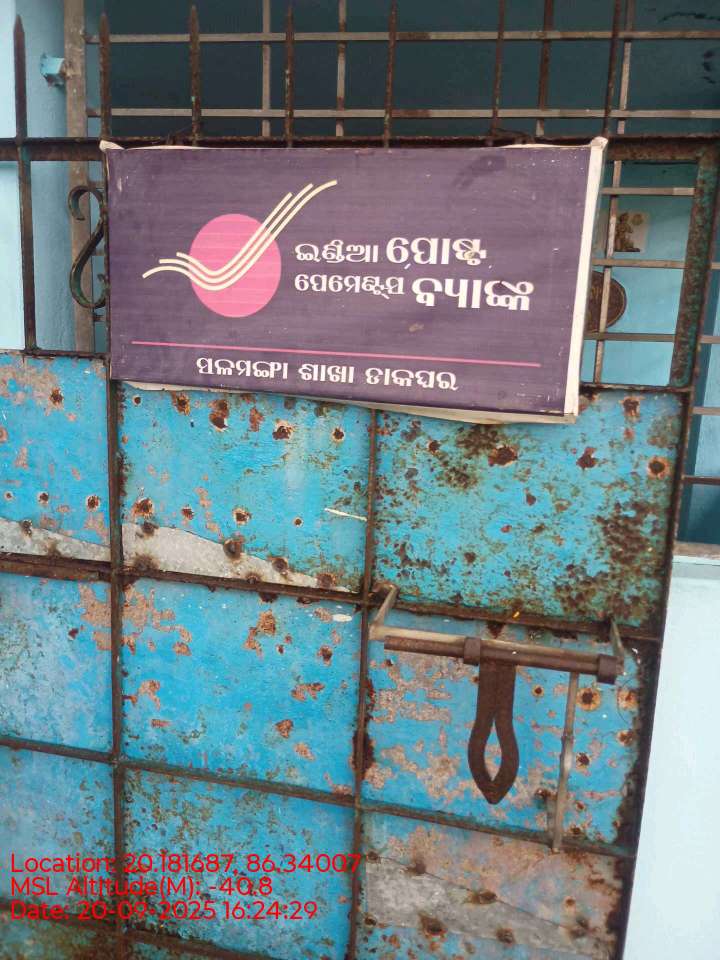 ଇଣ୍ଡିଆ ପୋଷ୍ଟ
ପେମେଣ୍ଟ୍ସ ବ୍ୟାଙ୍କ
ପଳମଙ୍ଗା ଶାଖା ଡାକଘର
Location: 20.181687, 86.34007
MSL Altitude(M): -40.8
Date: 20-09-2025 16:24:29